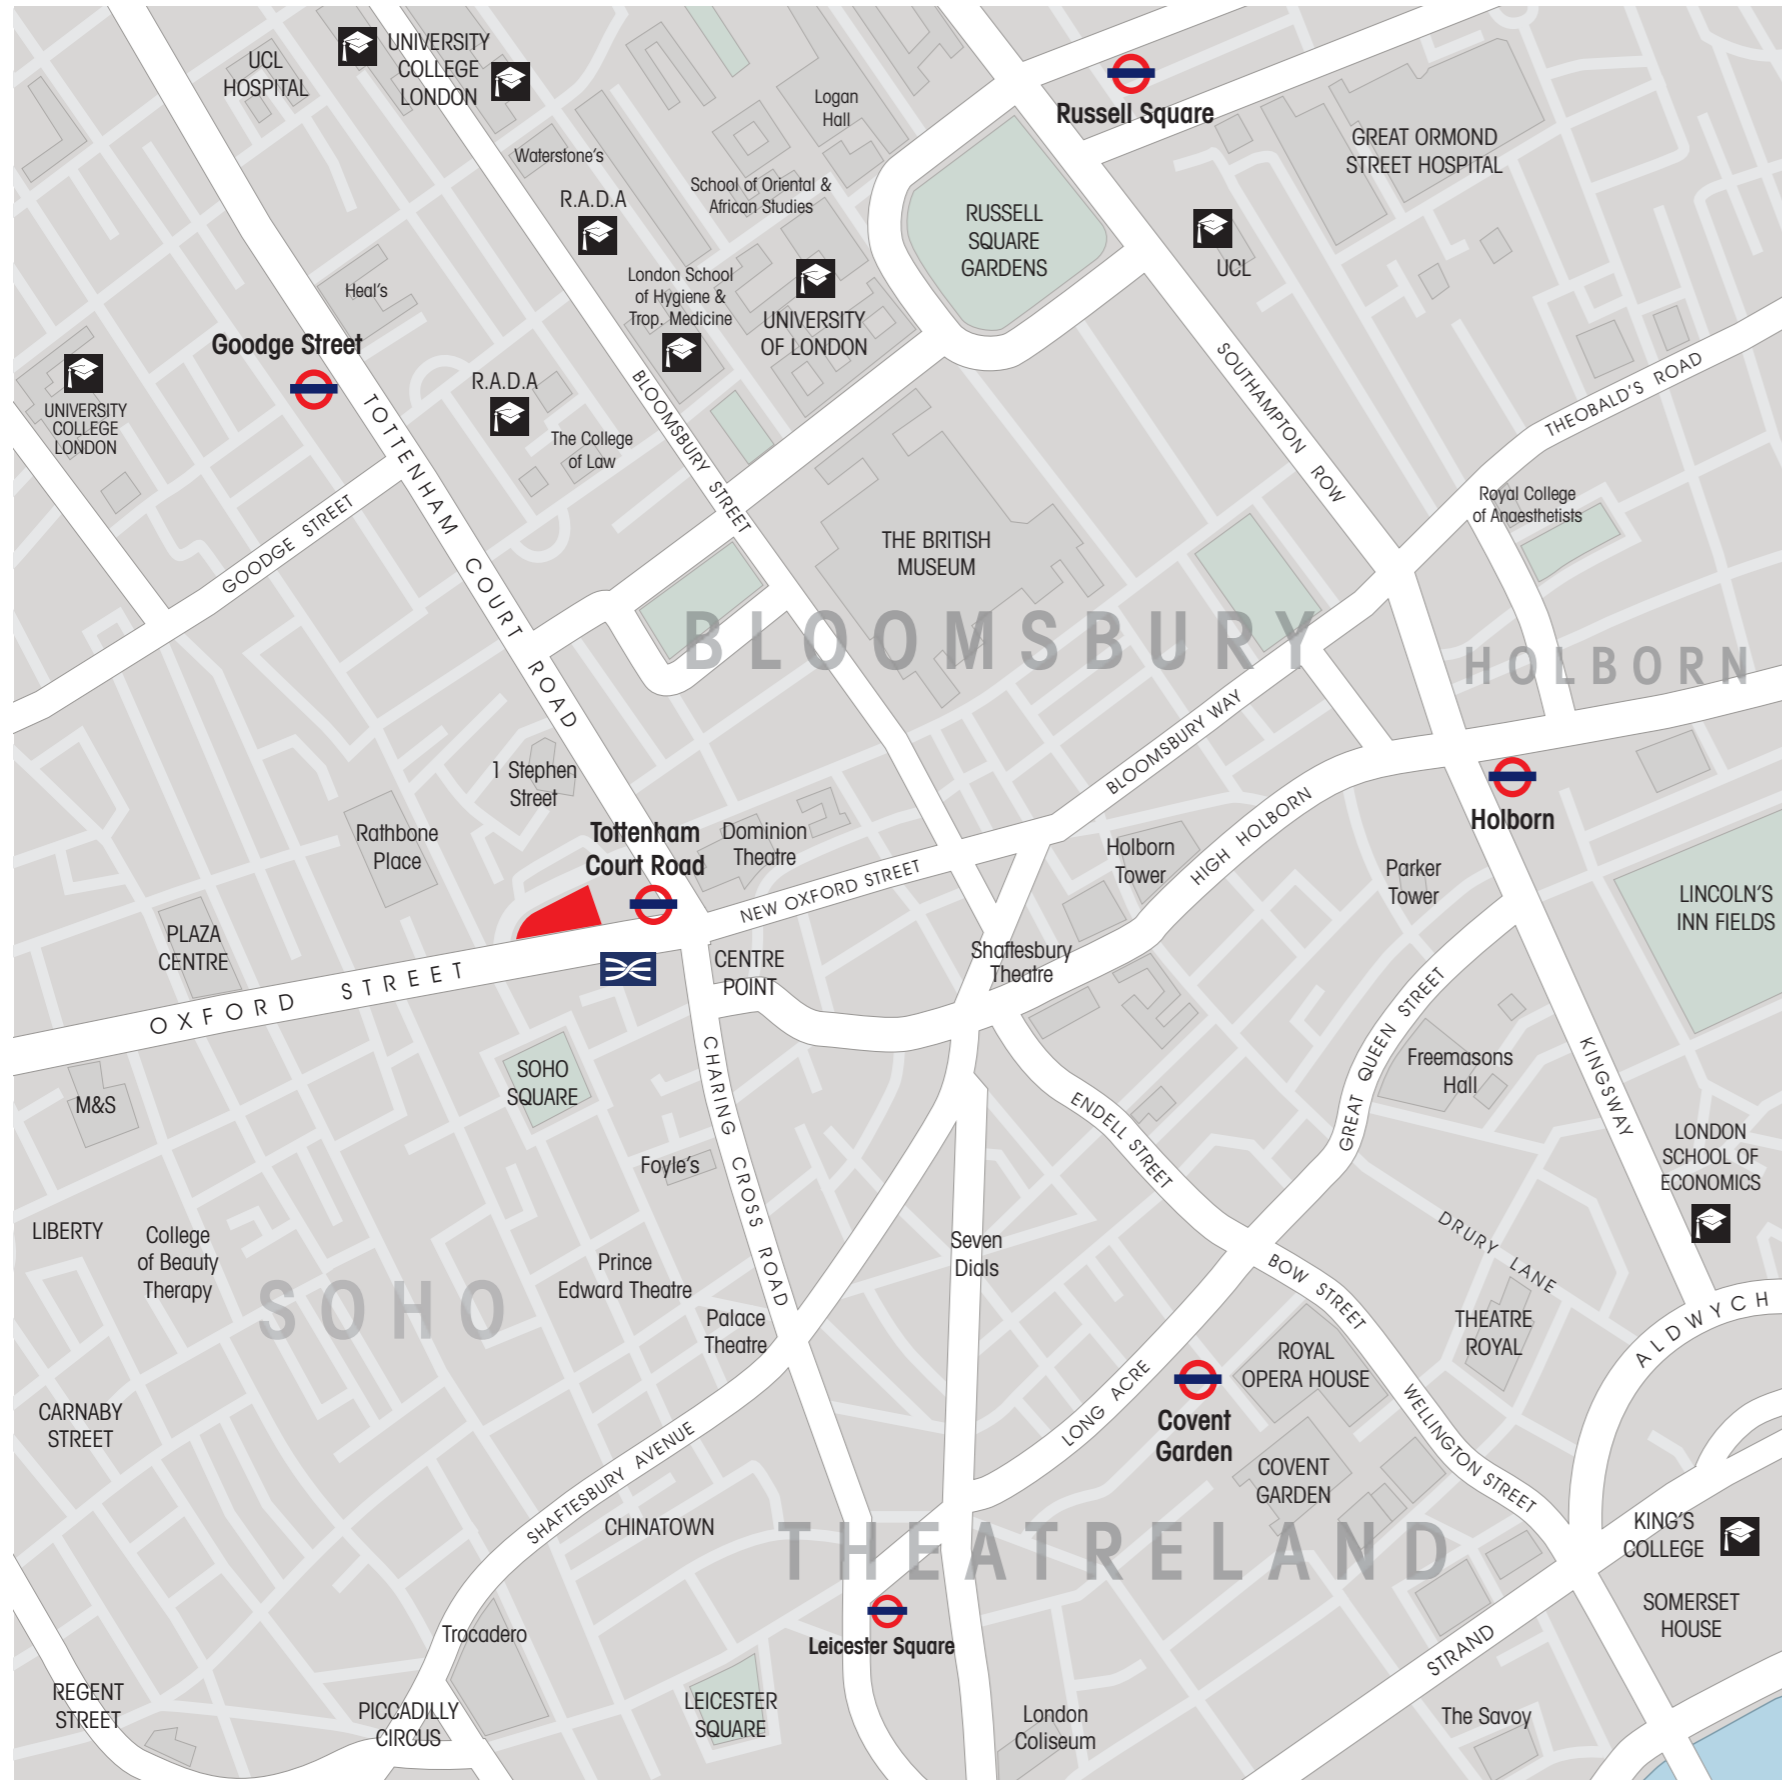 UCL
HOSPITAL
UNIVERSITY
COLLEGE
LONDON
Logan
Hall
Russell Square
GREAT ORMOND
STREET HOSPITAL
Waterstone's
R.A.D.A
School of Oriental &
African Studies
RUSSELL
SQUARE
GARDENS
UCL
London School
of Hygiene &
Trop. Medicine
UNIVERSITY
OF LONDON
Heal's
Goodge Street
UNIVERSITY
COLLEGE
LONDON
R.A.D.A
The College
of Law
TOTTENHAM COURT ROAD
BLOOMSBURY STREET
SOUTHAMPTON ROW
THEOBALD'S ROAD
GOODGE STREET
Royal College
of Anaesthetists
THE BRITISH
MUSEUM
BLOOMSBURY
HOLBORN
BLOOMSBURY WAY
1 Stephen
Street
Rathbone
Place
Tottenham
Court Road
Dominion
Theatre
NEW OXFORD STREET
Holborn
Tower
HIGH HOLBORN
Holborn
Parker
Tower
LINCOLN'S
INN FIELDS
PLAZA
CENTRE
OXFORD STREET
CENTRE
POINT
Shaftesbury
Theatre
GREAT QUEEN STREET
Freemasons
Hall
KINGSWAY
M&S
SOHO
SQUARE
CHARING CROSS ROAD
ENDELL STREET
Foyle's
LONDON
SCHOOL OF
ECONOMICS
LIBERTY
College
of Beauty
Therapy
SOHO
Prince
Edward Theatre
Palace
Theatre
Seven
Dials
BOW STREET
DRURY LANE
THEATRE
ROYAL
ALDWYCH
ROYAL
OPERA HOUSE
Covent
Garden
LONG ACRE
WELLINGTON STREET
COVENT
GARDEN
CARNABY
STREET
SHAFTESBURY AVENUE
CHINATOWN
THEATRELAND
KING'S
COLLEGE
SOMERSET
HOUSE
Leicester Square
Trocadero
STRAND
REGENT
STREET
PICCADILLY
CIRCUS
LEICESTER
SQUARE
London
Coliseum
The Savoy